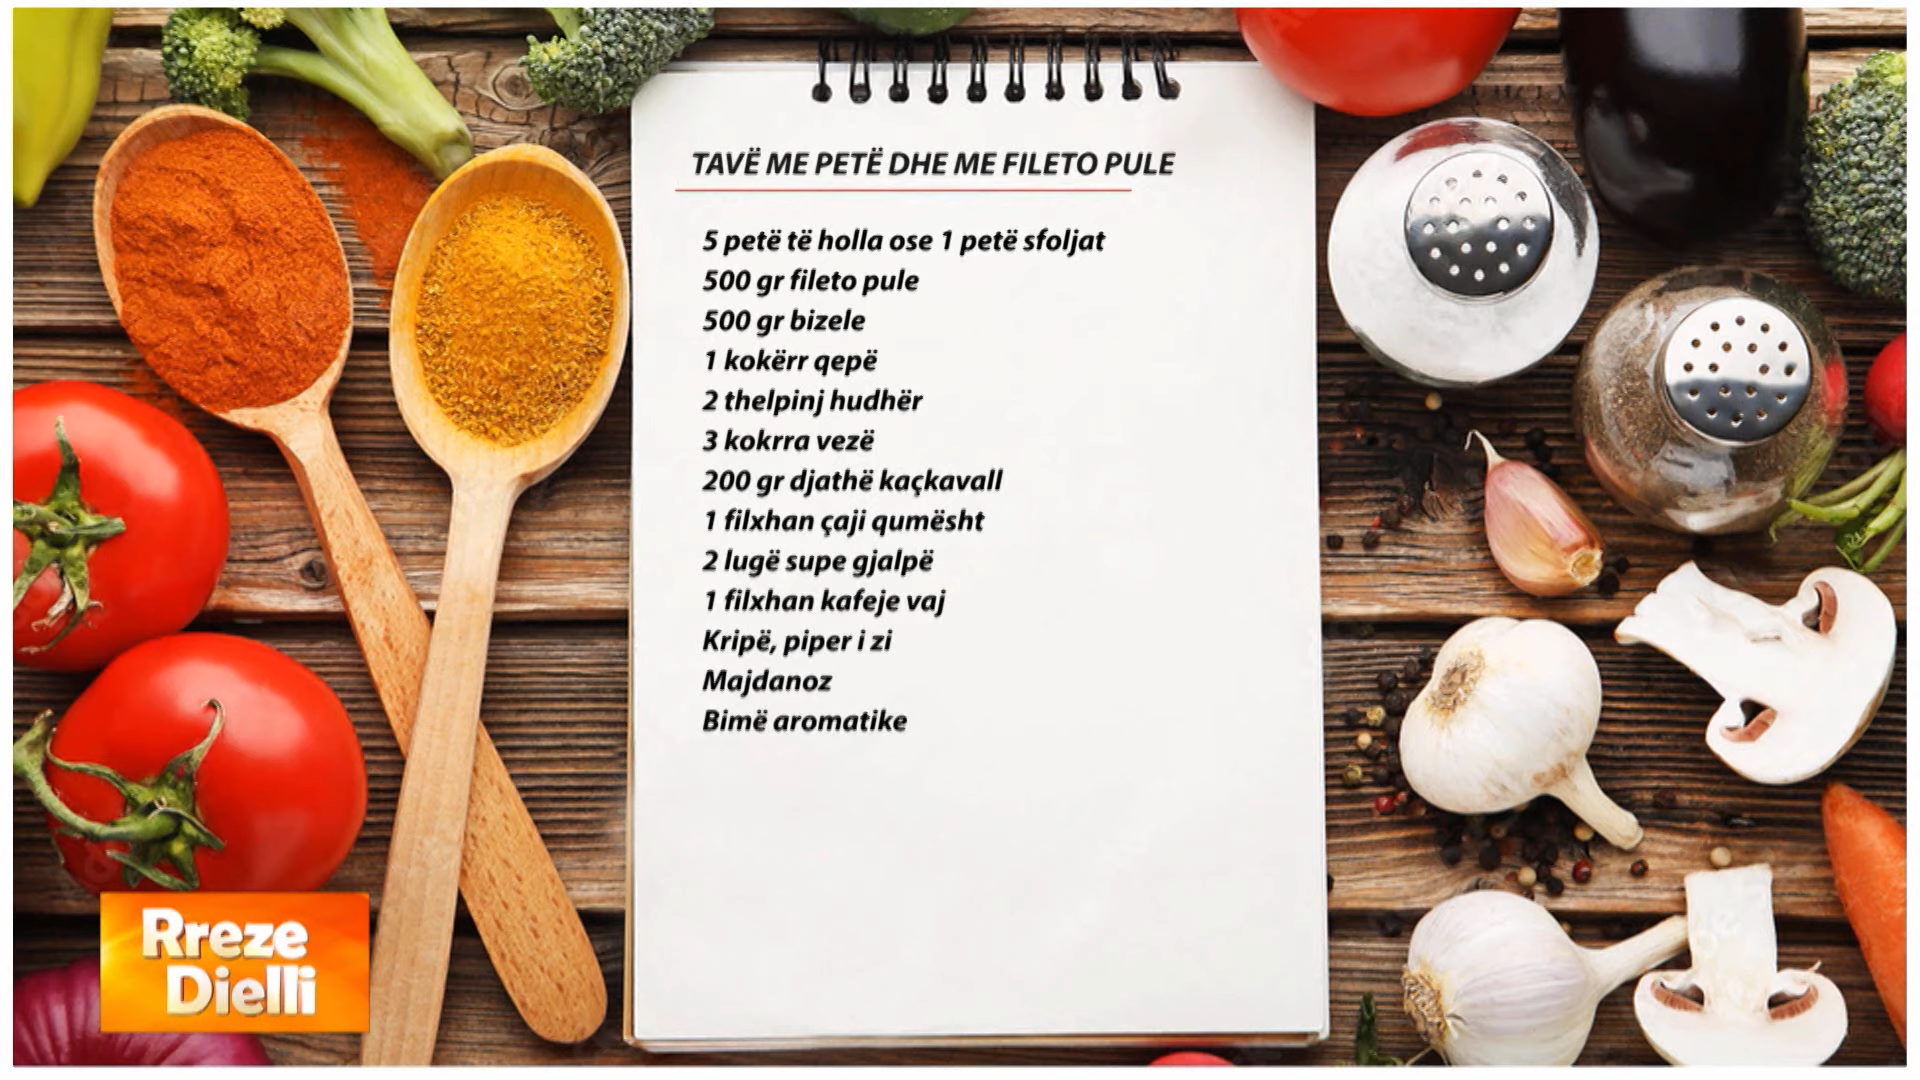 TAVË ME PETË DHE ME FILETO PULE
5 petë të holla ose 1 petë sfoljat
500 gr fileto pule
500 gr bizele
1 kokërr qepë
2 thelpinj hudhër
3 kokrra vezë
200 gr djathë kaçkavall
1 filxhan çaji qumësht
2 lugë supe gjalpë
1 filxhan kafeje vaj
Kripë, piper i zi
Majdanoz
Bimë aromatike
Rreze
Dielli